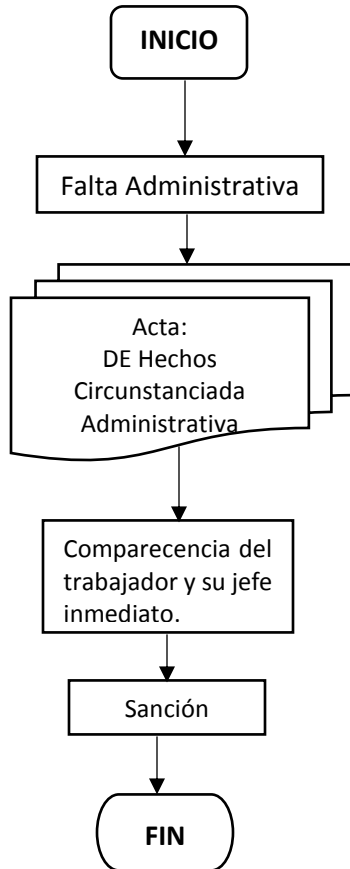 INICIO
Falta Administrativa
Acta:
DE Hechos
Circunstanciada
Administrativa
Comparecencia del
trabajador y su jefe
inmediato.
Sanción
FIN